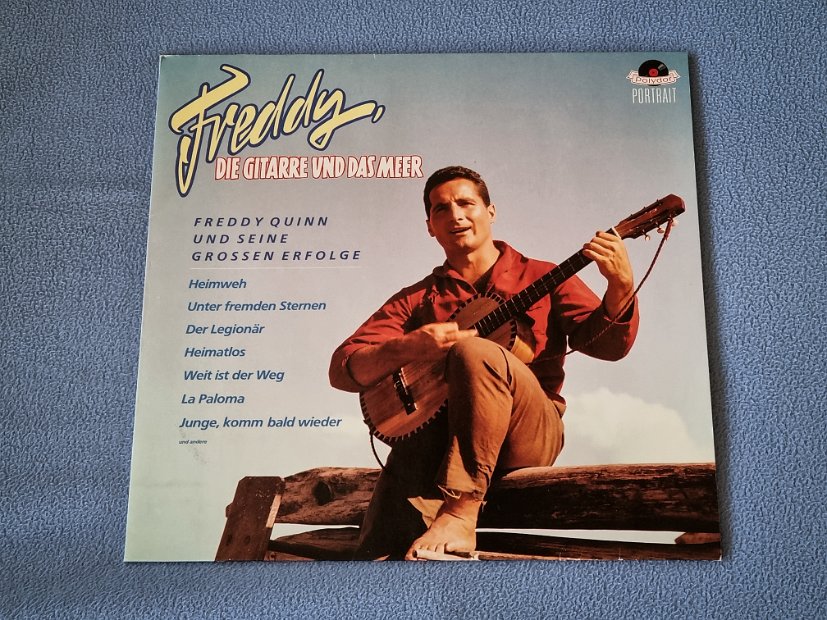 Freddy,
DIE GITARRE UND DAS MEER
polydor
PORTRAIT
FREDDY QUINN
UND SEINE
GROSSEN ERFOLGE
Heimweh
Unter fremden Sternen
Der Legionär
Heimatlos
Weit ist der Weg
La Paloma
Junge, komm bald wieder
und andere